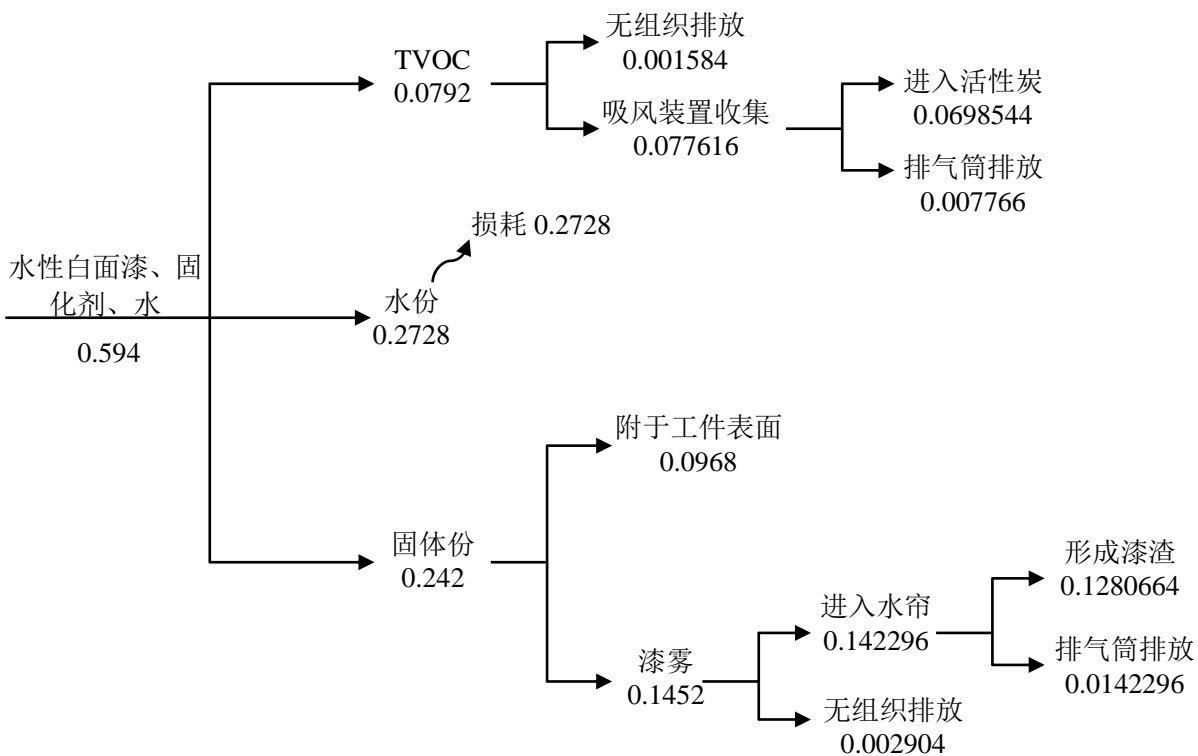 无组织排放
0.001584
TVOC
0.0792
吸风装置收集
0.077616
进入活性炭
0.0698544
排气筒排放
0.007766
损耗 0.2728
水性白面漆、固
化剂、水
0.594
水份
0.2728
附于工件表面
0.0968
固体份
0.242
形成漆渣
0.1280664
进入水帘
0.142296
排气筒排放
0.0142296
漆雾
0.1452
无组织排放
0.002904